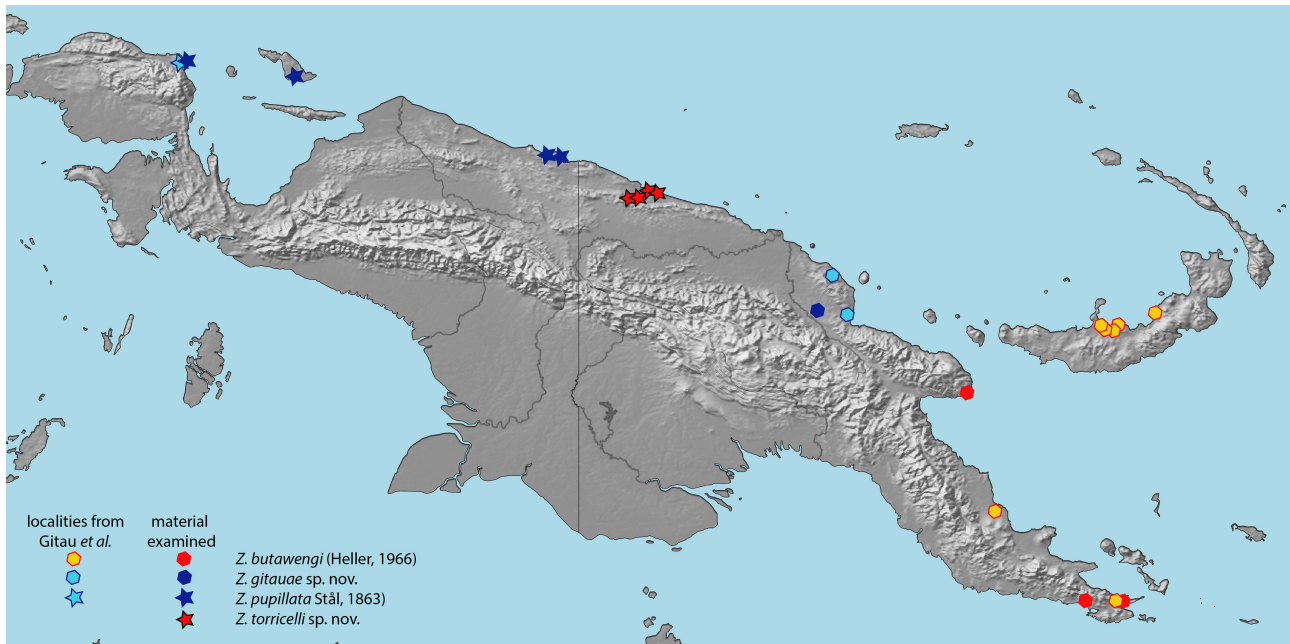 localities from
Gitau et al.
material
examined
Z. butawengi (Heller, 1966)
Z. gitauae sp. nov.
Z. pupillata Stål, 1863)
Z. torricelli sp. nov.